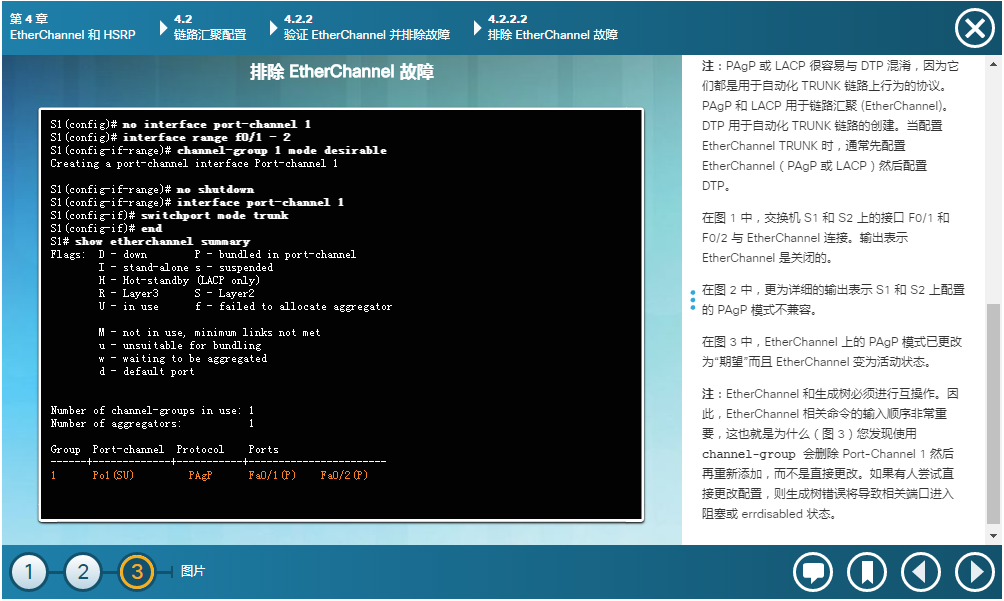 第 4 章
EtherChannel 和 HSRP
4.2
链路汇聚配置
4.2.2
验证 EtherChannel 并排除故障
4.2.2.2
排除 EtherChannel 故障
排除 EtherChannel 故障
S1(config)# no interface port-channel 1
S1(config)# interface range f0/1 - 2
S1(config-if-range)# channel-group 1 mode desirable
Creating a port-channel interface Port-channel 1
S1(config-if-range)# no shutdown
S1(config-if-range)# interface port-channel 1
S1(config-if)# switchport mode trunk
S1(config-if)# end
S1# show etherchannel summary
Flags:  D - down        P - bundled in port-channel
        I - stand-alone s - suspended
        H - Hot-standby (LACP only)
        R - Layer3      S - Layer2
        U - in use      f - failed to allocate aggregator
        M - not in use, minimum links not met
        u - unsuitable for bundling
        w - waiting to be aggregated
        d - default port
Number of channel-groups in use: 1
Number of aggregators:           1
Group  Port-channel  Protocol    Ports
------+-------------+-----------+-----------------------
1      Po1(SU)         PAgP      Fa0/1(P)    Fa0/2(P)
注：PAgP 或 LACP 很容易与 DTP 混淆，因为它
们都是用于自动化 TRUNK 链路上行为的协议。
PAgP 和 LACP 用于链路汇聚 (EtherChannel)。
DTP 用于自动化 TRUNK 链路的创建。当配置
EtherChannel TRUNK 时，通常先配置
EtherChannel（PAgP 或 LACP）然后配置
DTP。
在图 1 中，交换机 S1 和 S2 上的接口 F0/1 和
F0/2 与 EtherChannel 连接。输出表示
EtherChannel 是关闭的。
在图 2 中，更为详细的输出表示 S1 和 S2 上配置
的 PAgP 模式不兼容。
在图 3 中，EtherChannel 上的 PAgP 模式已更改
为“期望”而且 EtherChannel 变为活动状态。
注：EtherChannel 和生成树必须进行互操作。因
此，EtherChannel 相关命令的输入顺序非常重
要，这也就是为什么（图 3）您发现使用
channel-group 会删除 Port-Channel 1 然后
再重新添加，而不是直接更改。如果有人尝试直
接更改配置，则生成树错误将导致相关端口进入
阻塞或 errdisabled 状态。
1
2
3
图片